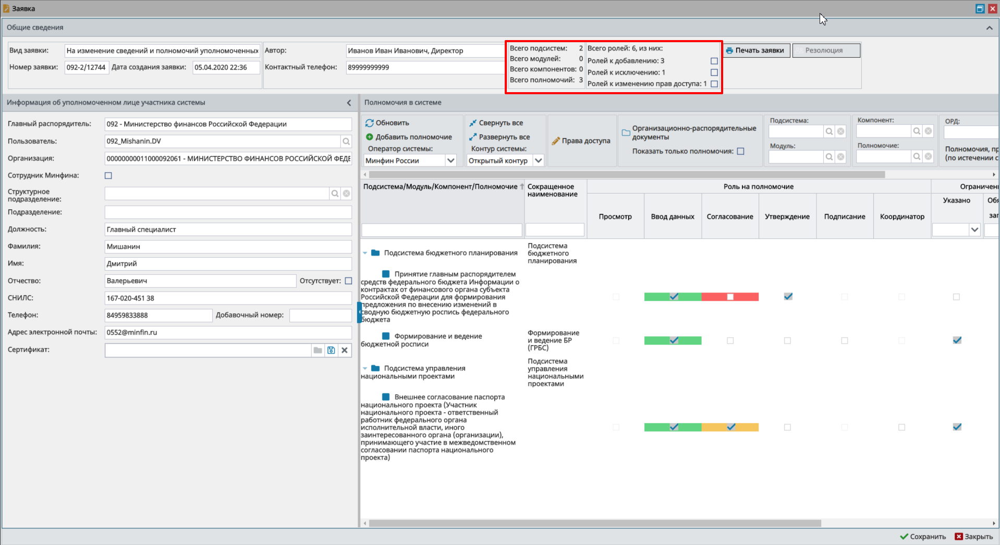 Заявка
Общие сведения
Вид заявки: На изменение сведений и полномочий уполномоченных
Номер заявки: 092-2/12744 Дата создания заявки: 05.04.2020 22:36
Автор: Иванов Иван Иванович, Директор
Контактный телефон: 89999999999
Всего подсистем: 2
Всего модулей: 0
Всего компонентов: 0
Всего полномочий: 3
Всего ролей: 6, из них:
Ролей к добавлению: 3
Ролей к исключению: 1
Ролей к изменению прав доступа: 1
Печать заявки
Резолюция
Информация об уполномоченном лице участника системы
Главный распорядитель: 092 - Министерство финансов Российской Федерации
Пользователь: 092_Mishanin.DV
Организация: 00000000011000092061 - МИНИСТЕРСТВО ФИНАНСОВ РОССИЙСКОЙ ФЕДЕ
Сотрудник Минфина:
Структурное
подразделение:
Подразделение:
Должность: Главный специалист
Фамилия: Мишанин
Имя: Дмитрий
Отчество: Валерьевич Отсутствует:
СНИЛС: 167-020-451 38
Телефон: 84959833888 Добавочный номер:
Адрес электронной почты: 0552@minfin.ru
Сертификат:
Полномочия в системе
Обновить
Добавить полномочие
Оператор системы:
Минфин России
Свернуть все
Развернуть все
Контур системы:
Открытый контур
Права доступа
Организационно-распорядительные
документы
Показать только полномочия:
Подсистема:
Модуль:
Компонент:
Полномочие:
ОРД:
Полномочия, пр
(по истечении с
Подсистема/Модуль/Компонент/Полномочие
Сокращенное
наименование
Роль на полномочие
Просмотр
Ввод данных
Согласование
Утверждение
Подписание
Координатор
Ограничен
Указано
Обя
заг
Подсистема бюджетного планирования
Подсистема
бюджетного
планирования
Принятие главным распорядителем
средств федерального бюджета Информации о
контрактах от финансового органа субъекта
Российской Федерации для формирования
предложения по внесению изменений в
сводную бюджетную роспись федерального
бюджета
Формирование и ведение
бюджетной росписи
Формирование
и ведение БР
(ГРБС)
Подсистема управления
национальными проектами
Подсистема
управления
национальными
проектами
Внешнее согласование паспорта
национального проекта (Участник
национального проекта - ответственный
работник федерального органа
исполнительной власти, иного
заинтересованного органа (организации),
принимающего участие в межведомственном
согласовании паспорта национального
проекта)
Сохранить
Закрыть